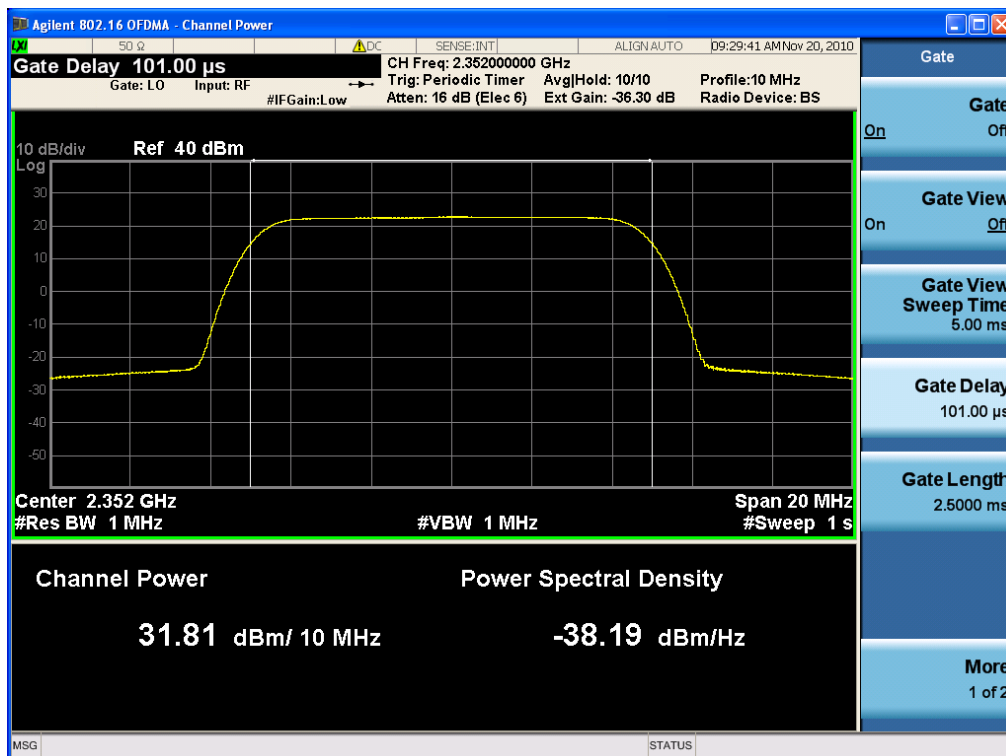 Agilent 802.16 OFDMA - Channel Power
LXI 50 Ω DC SENSE:INT ALIGN AUTO 09:29:41 AM Nov 20, 2010
Gate Delay 101.00 µs
Gate: LO Input: RF
#IFGain:Low
CH Freq: 2.352000000 GHz
Trig: Periodic Timer Avg|Hold: 10/10 Profile:10 MHz
Atten: 16 dB (Elec 6) Ext Gain: -36.30 dB Radio Device: BS
10 dB/div Ref 40 dBm
Log
30
20
10
0
-10
-20
-30
-40
-50
Center 2.352 GHz Span 20 MHz
#Res BW 1 MHz #VBW 1 MHz #Sweep 1 s
Channel Power Power Spectral Density
31.81 dBm/ 10 MHz -38.19 dBm/Hz
Gate
Gate
On Off
Gate View
On Off
Gate View
Sweep Time
5.00 ms
Gate Delay
101.00 µs
Gate Length
2.5000 ms
More
1 of 2
MSG STATUS